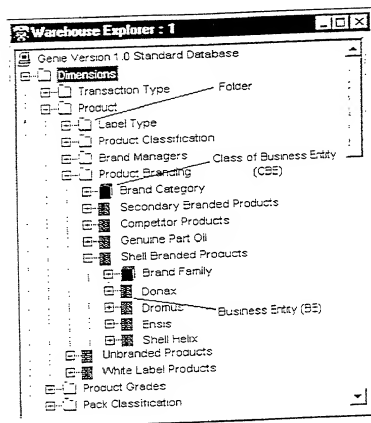 Warehouse Explorer : 1
Genie Version 1.0 Standard Database
Dimensions
Transaction Type
Folder
Product
Label Type
Product Classification
Brand Managers
Class of Business Entity
(CBE)
Product Branding
Brand Category
Secondary Branded Products
Competitor Products
Genuine Part Oil
Shell Branded Products
Brand Family
Donax
Business Entity (BE)
Dromus
Ensis
Shell Helix
Unbranded Products
White Label Products
Product Grades
Pack Classification